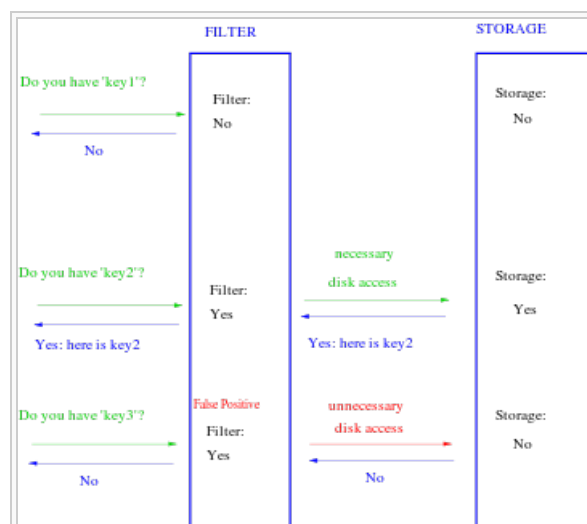 FILTER
STORAGE
Do you have 'key1'?
Filter:
No
Storage:
No
No
Do you have 'key2'?
Filter:
Yes
necessary
disk access
Storage:
Yes
Yes: here is key2
Yes: here is key2
Do you have 'key3'?
False Positive
Filter:
Yes
unnecessary
disk access
Storage:
No
No
No